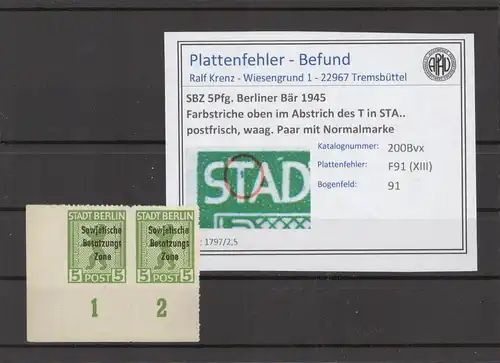 Plattenfehler - Befund
Ralf Krenz - Wiesengrund 1 - 22967 Tremsbüttel
SBZ 5Pfg. Berliner Bär 1945
Farbstriche oben im Abstrich des T in STA..
postfrisch, waag. Paar mit Normalmarke
Katalognummer: 200Bvx
Plattenfehler: F91 (XIII)
Bogenfeld: 91
STAD
: 1797/2.5
STADT BERLIN STADT BERLIN
Sowjetische Sowjetische
Besatzungs Besatzungs
Zone Zone
5 POST 5 5 POST 5
1 2